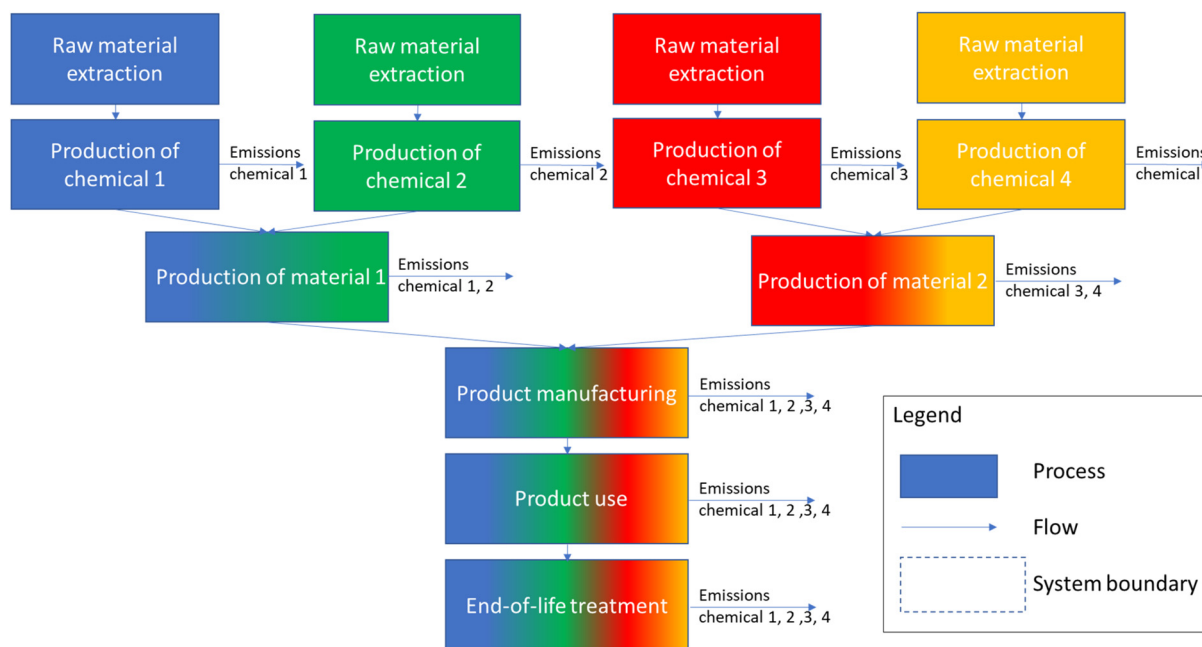 Raw material
extraction
Raw material
extraction
Raw material
extraction
Raw material
extraction
Production of
chemical 1
Emissions
chemical 1
Production of
chemical 2
Emissions
chemical 2
Production of
chemical 3
Emissions
chemical 3
Production of
chemical 4
Emissions
chemical
Production of material 1
Emissions
chemical 1, 2
Production of material 2
Emissions
chemical 3, 4
Product manufacturing
Emissions
chemical 1, 2 ,3, 4
Product use
Emissions
chemical 1, 2 ,3, 4
End-of-life treatment
Emissions
chemical 1, 2 ,3, 4
Legend
Process
Flow
System boundary